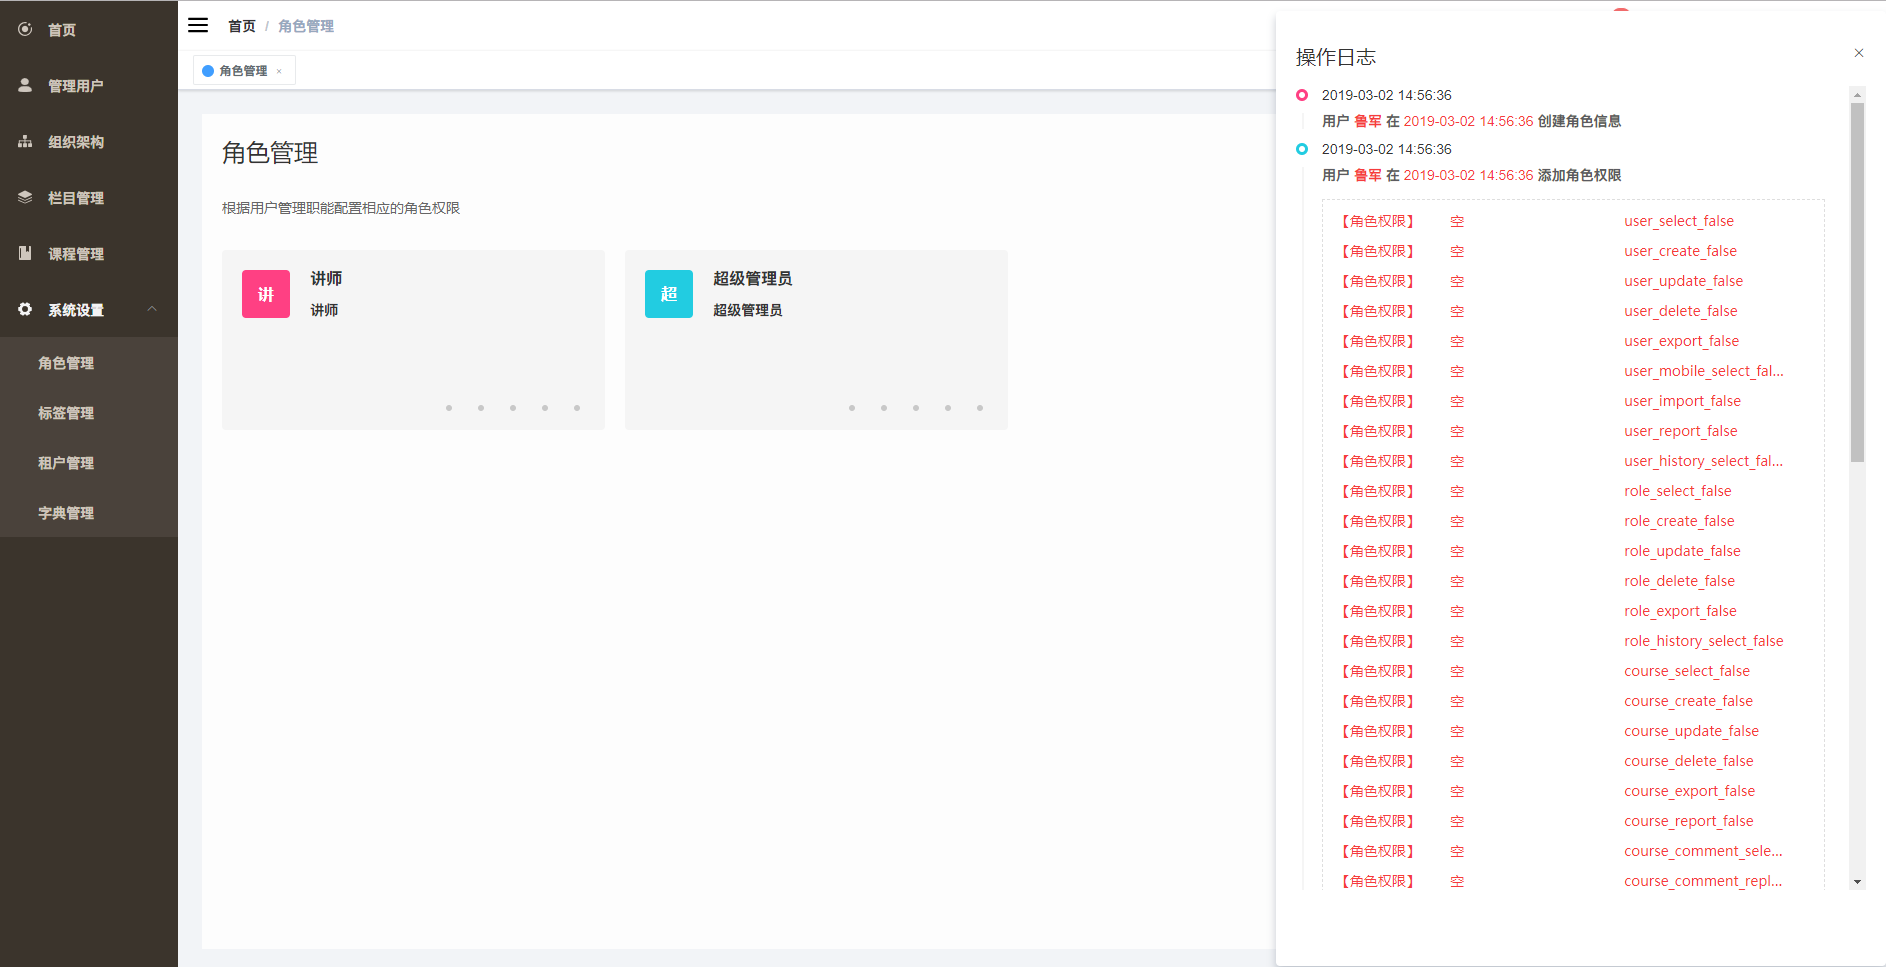 首页
管理用户
组织架构
栏目管理
课程管理
系统设置
角色管理
标签管理
租户管理
字典管理
首页 / 角色管理
角色管理 ×
角色管理
根据用户管理职能配置相应的角色权限
讲
讲师
讲师
超
超级管理员
超级管理员
操作日志
2019-03-02 14:56:36
用户 鲁军 在 2019-03-02 14:56:36 创建角色信息
2019-03-02 14:56:36
用户 鲁军 在 2019-03-02 14:56:36 添加角色权限
【角色权限】 空 user_select_false
【角色权限】 空 user_create_false
【角色权限】 空 user_update_false
【角色权限】 空 user_delete_false
【角色权限】 空 user_export_false
【角色权限】 空 user_mobile_select_fal...
【角色权限】 空 user_import_false
【角色权限】 空 user_report_false
【角色权限】 空 user_history_select_fal...
【角色权限】 空 role_select_false
【角色权限】 空 role_create_false
【角色权限】 空 role_update_false
【角色权限】 空 role_delete_false
【角色权限】 空 role_export_false
【角色权限】 空 role_history_select_false
【角色权限】 空 course_select_false
【角色权限】 空 course_create_false
【角色权限】 空 course_update_false
【角色权限】 空 course_delete_false
【角色权限】 空 course_export_false
【角色权限】 空 course_report_false
【角色权限】 空 course_comment_sele...
【角色权限】 空 course_comment_repl...